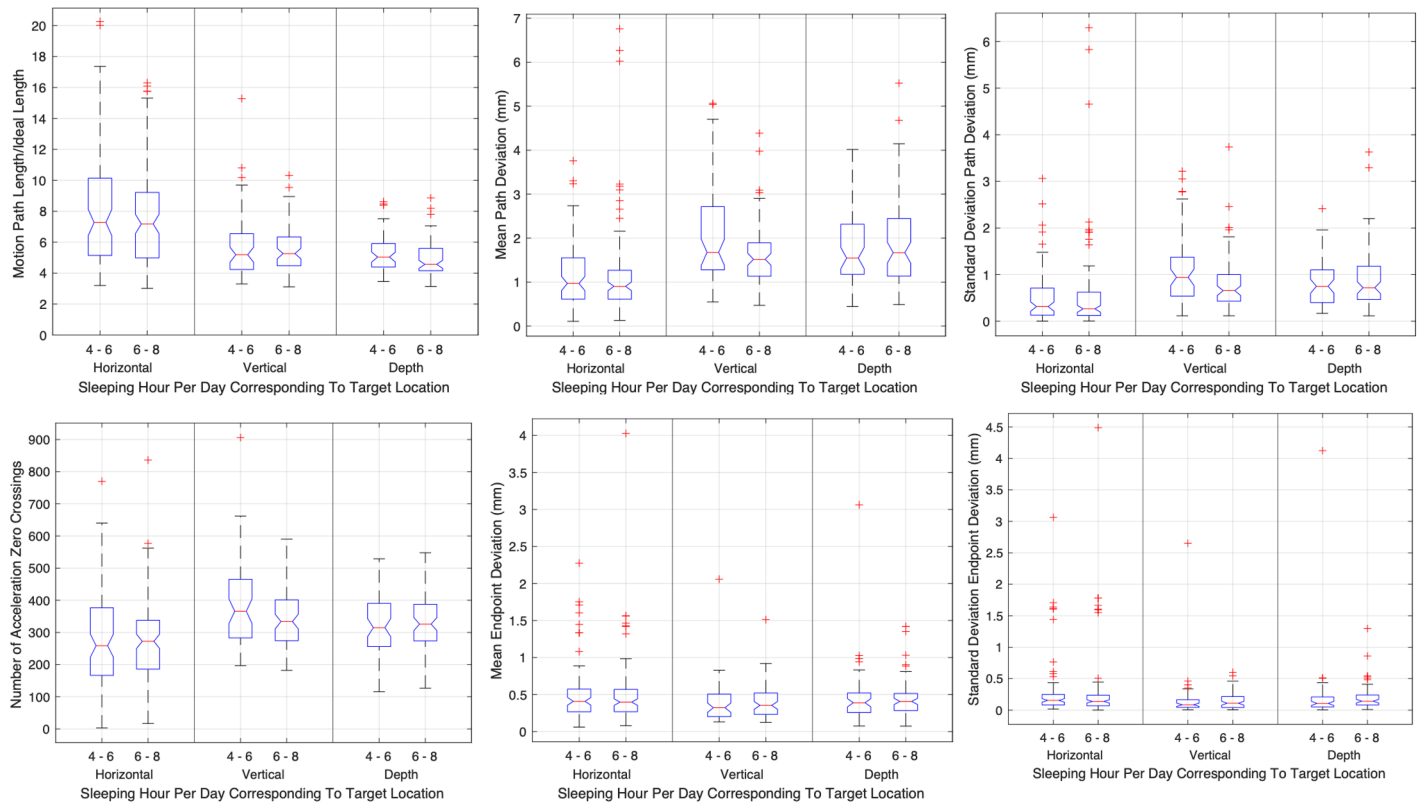 Motion Path Length/Ideal Length
20
18
16
14
12
10
8
6
4
2
0
4 - 6 6 - 8 4 - 6 6 - 8 4 - 6 6 - 8
Horizontal Vertical Depth
Sleeping Hour Per Day Corresponding To Target Location
Mean Path Deviation (mm)
7
6
5
4
3
2
1
0
4 - 6 6 - 8 4 - 6 6 - 8 4 - 6 6 - 8
Horizontal Vertical Depth
Sleeping Hour Per Day Corresponding To Target Location
Standard Deviation Path Deviation (mm)
6
5
4
3
2
1
0
4 - 6 6 - 8 4 - 6 6 - 8 4 - 6 6 - 8
Horizontal Vertical Depth
Sleeping Hour Per Day Corresponding To Target Location
Number of Acceleration Zero Crossings
900
800
700
600
500
400
300
200
100
0
4 - 6 6 - 8 4 - 6 6 - 8 4 - 6 6 - 8
Horizontal Vertical Depth
Sleeping Hour Per Day Corresponding To Target Location
Mean Endpoint Deviation (mm)
4
3.5
3
2.5
2
1.5
1
0.5
0
4 - 6 6 - 8 4 - 6 6 - 8 4 - 6 6 - 8
Horizontal Vertical Depth
Sleeping Hour Per Day Corresponding To Target Location
Standard Deviation Endpoint Deviation (mm)
4.5
4
3.5
3
2.5
2
1.5
1
0.5
0
4 - 6 6 - 8 4 - 6 6 - 8 4 - 6 6 - 8
Horizontal Vertical Depth
Sleeping Hour Per Day Corresponding To Target Location